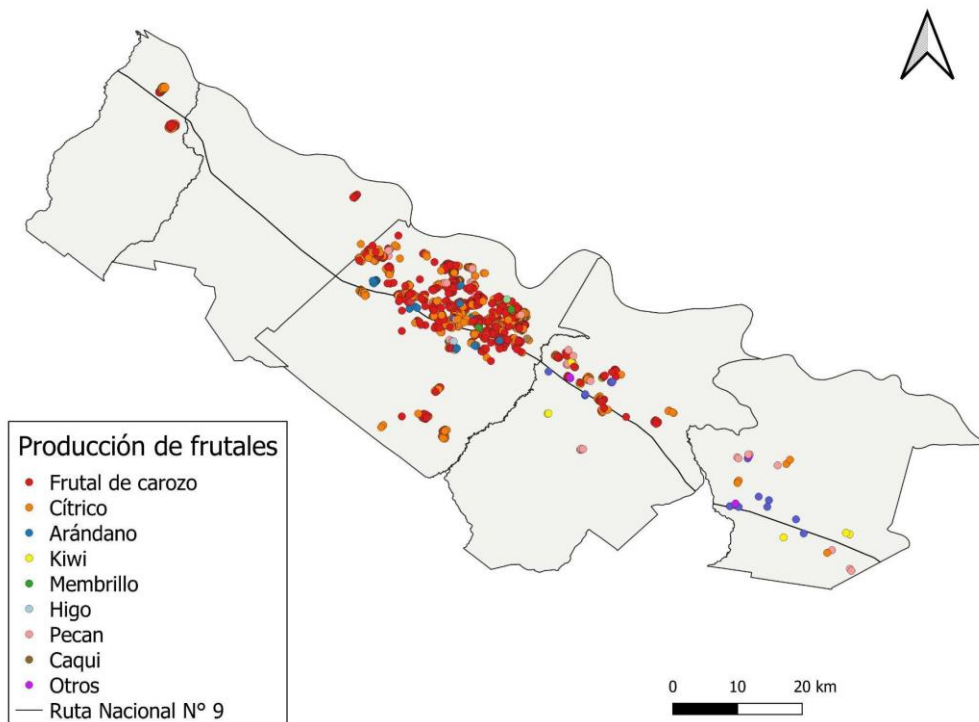 Producción de frutales
Frutal de carozo
Cítrico
Arándano
Kiwi
Membrillo
Higo
Pecan
Caqui
Otros
Ruta Nacional N° 9
0 10 20 km